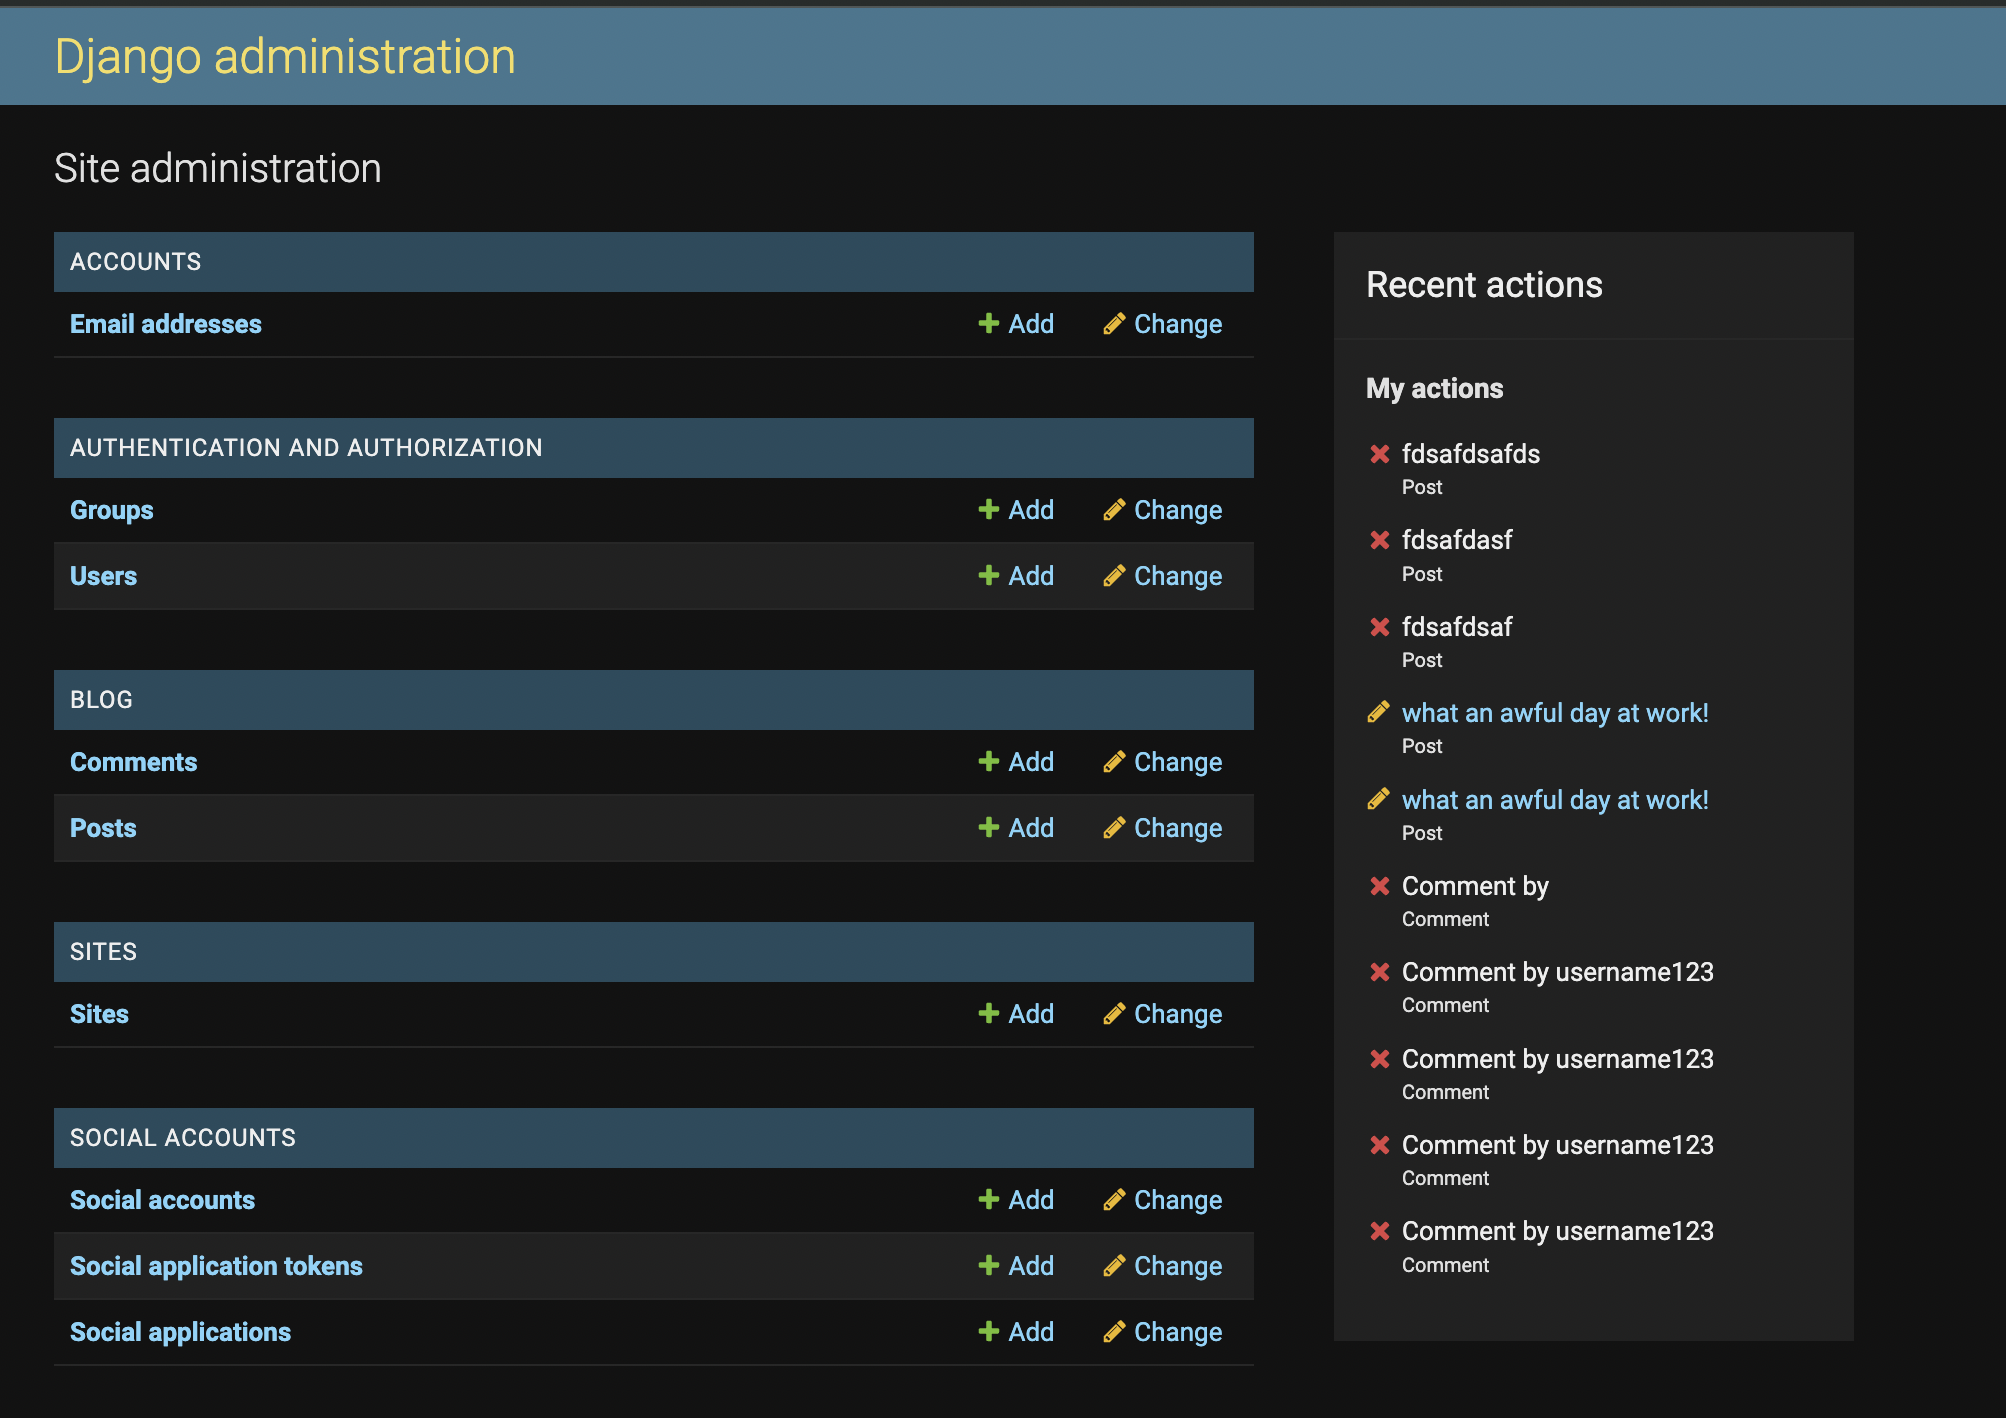 Django administration
Site administration
ACCOUNTS
Email addresses Add Change
AUTHENTICATION AND AUTHORIZATION
Groups Add Change
Users Add Change
BLOG
Comments Add Change
Posts Add Change
SITES
Sites Add Change
SOCIAL ACCOUNTS
Social accounts Add Change
Social application tokens Add Change
Social applications Add Change
Recent actions
My actions
fdsafdsafds
Post
fdsafdasf
Post
fdsafdsaf
Post
what an awful day at work!
Post
what an awful day at work!
Post
Comment by
Comment
Comment by username123
Comment
Comment by username123
Comment
Comment by username123
Comment
Comment by username123
Comment